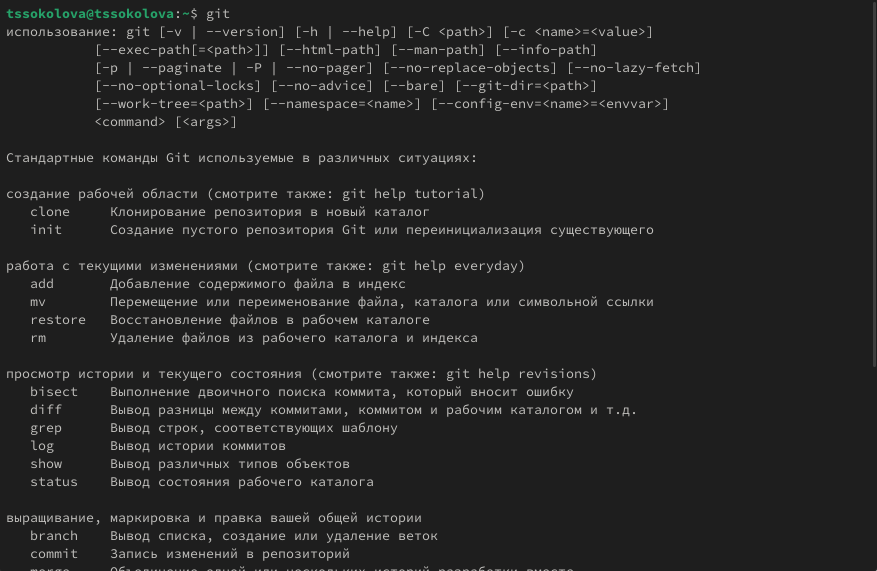 tssokolova@tssokolova:~$ git
использование: git [-v | --version] [-h | --help] [-C <path>] [-c <name>=<value>]
           [--exec-path[=<path>]] [--html-path] [--man-path] [--info-path]
           [-p | --paginate | -P | --no-pager] [--no-replace-objects] [--no-lazy-fetch]
           [--no-optional-locks] [--no-advice] [--bare] [--git-dir=<path>]
           [--work-tree=<path>] [--namespace=<name>] [--config-env=<name>=<envvar>]
           <command> [<args>]

Стандартные команды Git используемые в различных ситуациях:

создание рабочей области (смотрите также: git help tutorial)
   clone     Клонирование репозитория в новый каталог
   init      Создание пустого репозитория Git или переинициализация существующего

работа с текущими изменениями (смотрите также: git help everyday)
   add       Добавление содержимого файла в индекс
   mv        Перемещение или переименование файла, каталога или символьной ссылки
   restore   Восстановление файлов в рабочем каталоге
   rm        Удаление файлов из рабочего каталога и индекса

просмотр истории и текущего состояния (смотрите также: git help revisions)
   bisect    Выполнение двоичного поиска коммита, который вносит ошибку
   diff      Вывод разницы между коммитами, коммитом и рабочим каталогом и т.д.
   grep      Вывод строк, соответствующих шаблону
   log       Вывод истории коммитов
   show      Вывод различных типов объектов
   status    Вывод состояния рабочего каталога

выращивание, маркировка и правка вашей общей истории
   branch    Вывод списка, создание или удаление веток
   commit    Запись изменений в репозиторий
   merge     Объединение одной или нескольких историй разработки вместе